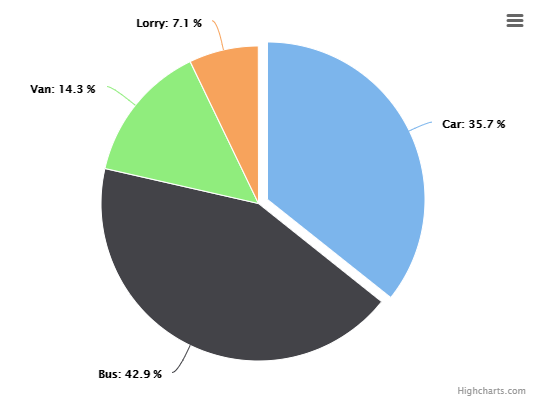 Lorry: 7.1 %
Van: 14.3 %
Car: 35.7 %
Bus: 42.9 %
Highcharts.com